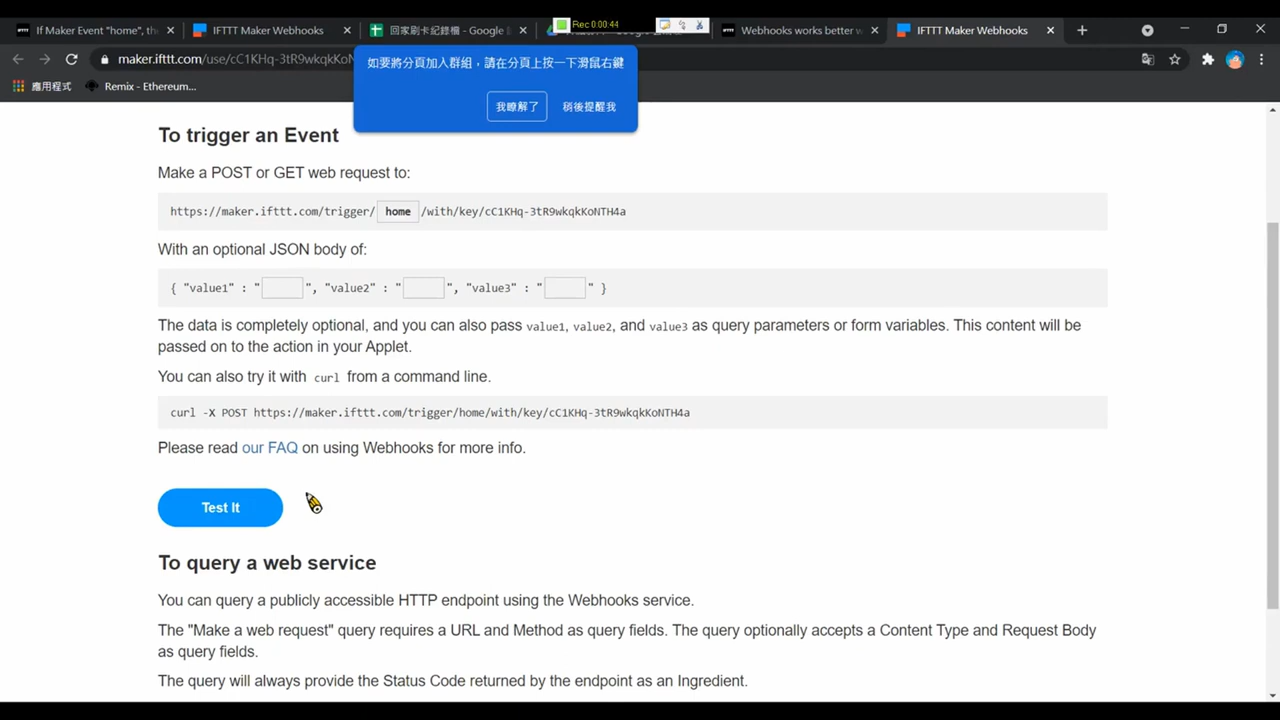 If Maker Event "home", th
IFTTT Maker Webhooks
回家刷卡紀錄檔 - Google
Rec 0:00:44
Webhooks works better w
IFTTT Maker Webhooks
maker.ifttt.com/use/cC1KHq-3tR9wkqkKoN
如要將分頁加入群組，請在分頁上按一下滑鼠右鍵
我瞭解了
稍後提醒我
應用程式
Remix - Ethereum...
To trigger an Event
Make a POST or GET web request to:
https://maker.ifttt.com/trigger/ home /with/key/cC1KHq-3tR9wkqkKoNTH4a
With an optional JSON body of:
{ "value1" : " ", "value2" : " ", "value3" : " " }
The data is completely optional, and you can also pass value1, value2, and value3 as query parameters or form variables. This content will be
passed on to the action in your Applet.
You can also try it with curl from a command line.
curl -X POST https://maker.ifttt.com/trigger/home/with/key/cC1KHq-3tR9wkqkKoNTH4a
Please read our FAQ on using Webhooks for more info.
Test It
To query a web service
You can query a publicly accessible HTTP endpoint using the Webhooks service.
The "Make a web request" query requires a URL and Method as query fields. The query optionally accepts a Content Type and Request Body
as query fields.
The query will always provide the Status Code returned by the endpoint as an Ingredient.